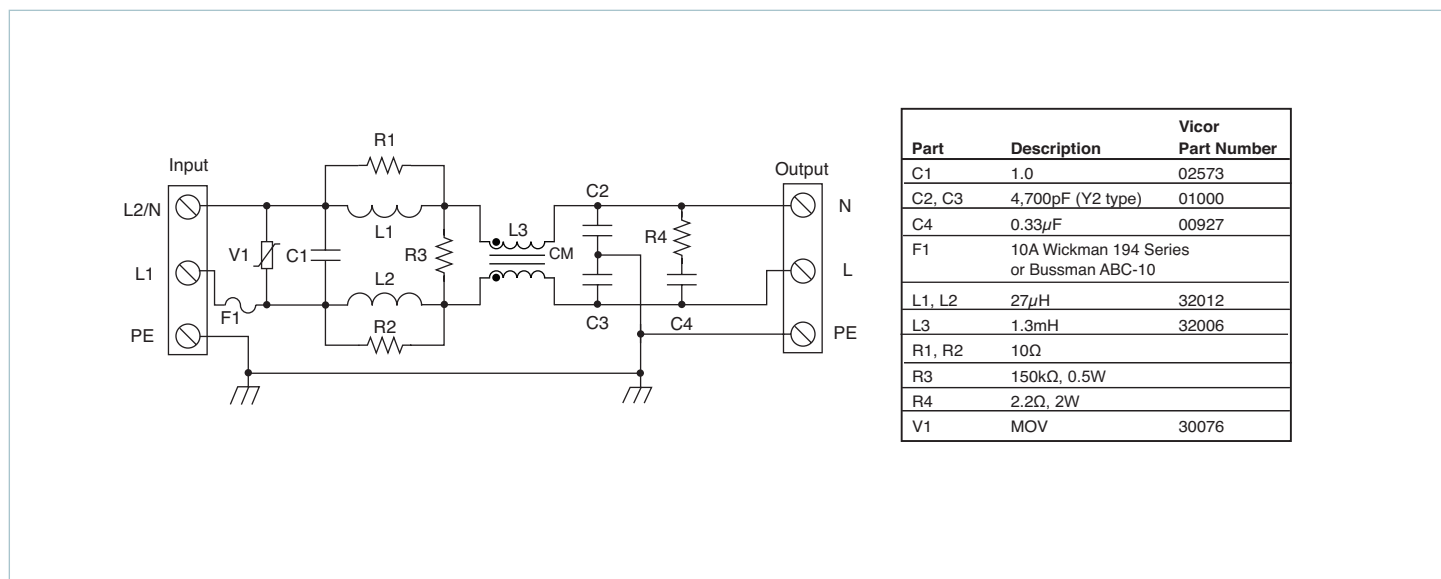 Input
L2/N
L1
PE
F1
V1
C1
R1
L1
L2
R2
R3
L3
CM
C2
C3
R4
C4
Output
N
L
PE
Part Description Vicor Part Number
C1 1.0 02573
C2, C3 4,700pF (Y2 type) 01000
C4 0.33µF 00927
F1 10A Wickman 194 Series
or Bussman ABC-10
L1, L2 27µH 32012
L3 1.3mH 32006
R1, R2 10Ω
R3 150kΩ, 0.5W
R4 2.2Ω, 2W
V1 MOV 30076